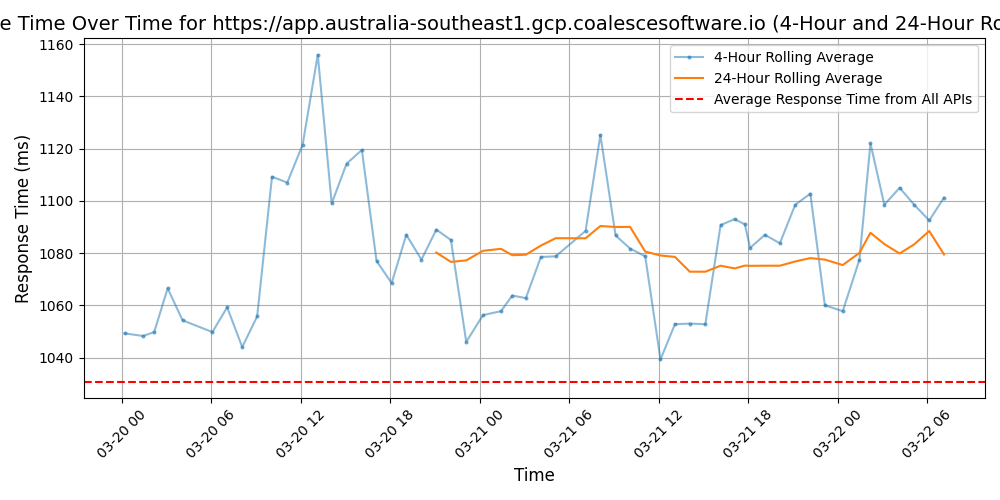 e Time Over Time for https://app.australia-southeast1.gcp.coalescesoftware.io (4-Hour and 24-Hour Ro
4-Hour Rolling Average
24-Hour Rolling Average
Average Response Time from All APIs
Response Time (ms)
1160
1140
1120
1100
1080
1060
1040
03-20 00
03-20 06
03-20 12
03-20 18
03-21 00
03-21 06
03-21 12
03-21 18
03-22 00
03-22 06
Time